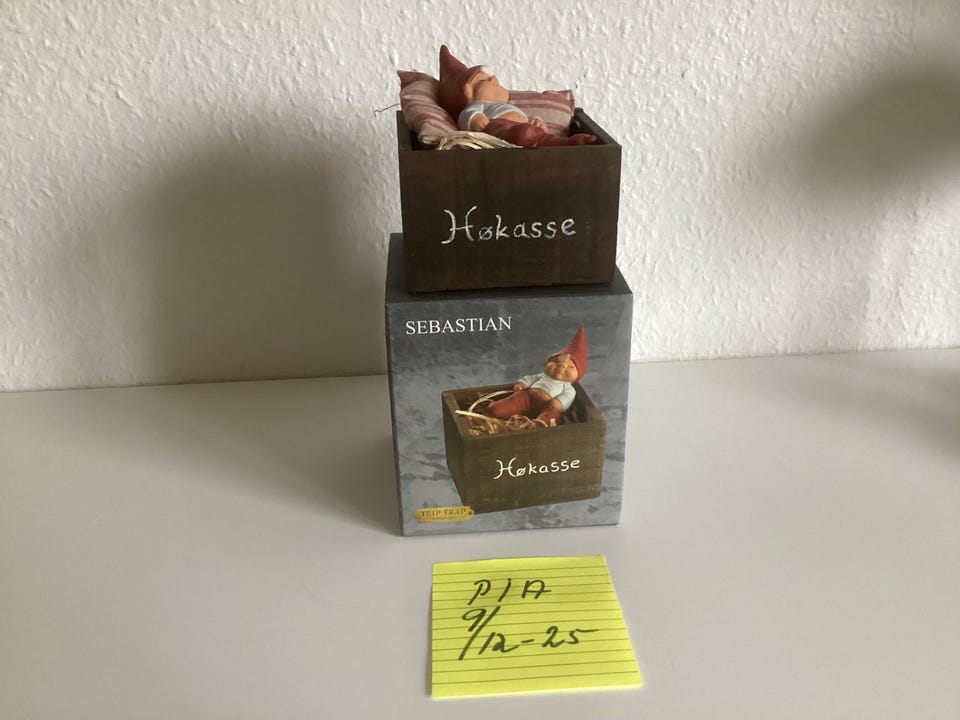 Høkasse
SEBASTIAN
Høkasse
TRIP TRAP
PIA
9/12-25